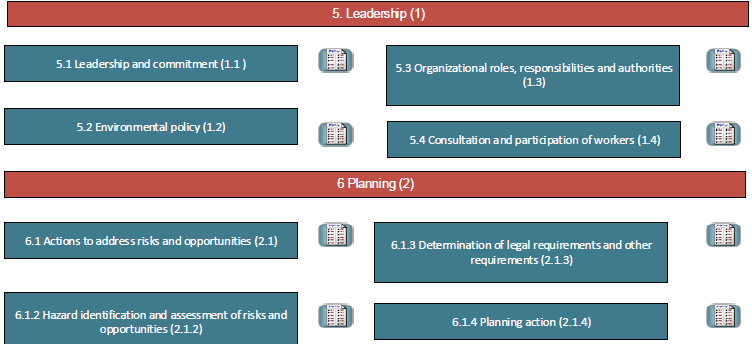 5. Leadership (1)
5.1 Leadership and commitment (1.1 )
5.3 Organizational roles, responsibilities and authorities
(1.3)
5.2 Environmental policy (1.2)
5.4 Consultation and participation of workers (1.4)
6 Planning (2)
6.1 Actions to address risks and opportunities (2.1)
6.1.3 Determination of legal requirements and other
requirements (2.1.3)
6.1.2 Hazard identification and assessment of risks and
opportunities (2.1.2)
6.1.4 Planning action (2.1.4)